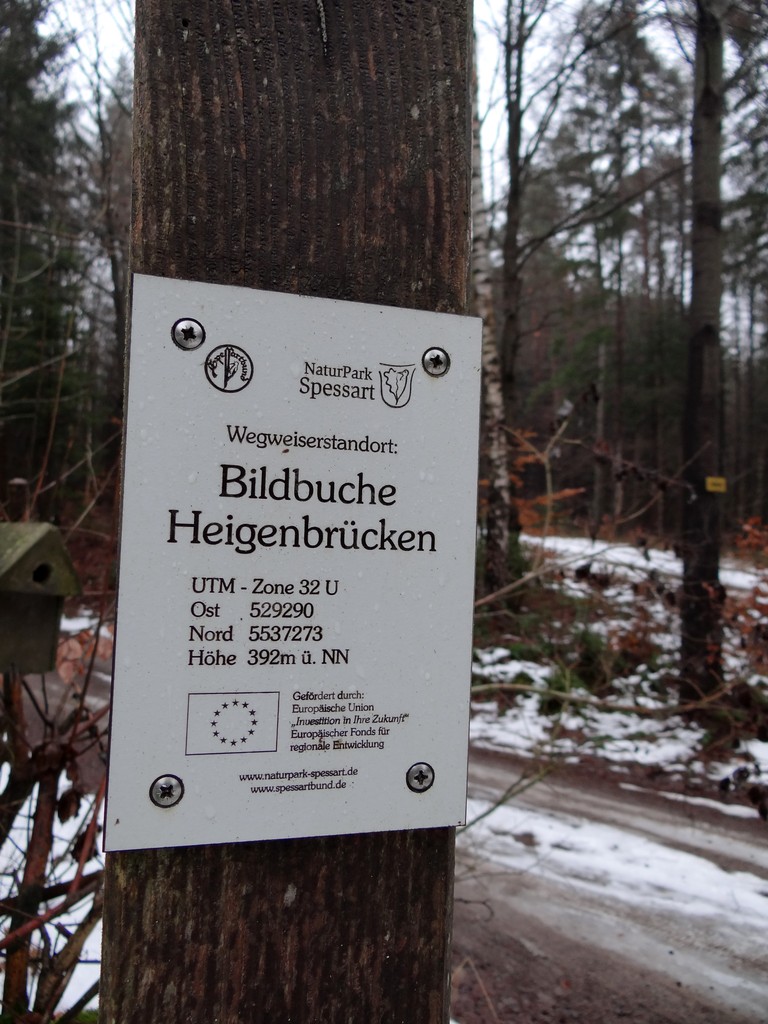 Spessartbund
NaturPark
Spessart
Wegweiserstandort:
Bildbuche
Heigenbrücken
UTM - Zone 32 U
Ost 529290
Nord 5537273
Höhe 392m ü. NN
Gefördert durch:
Europäische Union
„Investition in Ihre Zukunft"
Europäischer Fonds für
regionale Entwicklung
www.naturpark-spessart.de
www.spessartbund.de